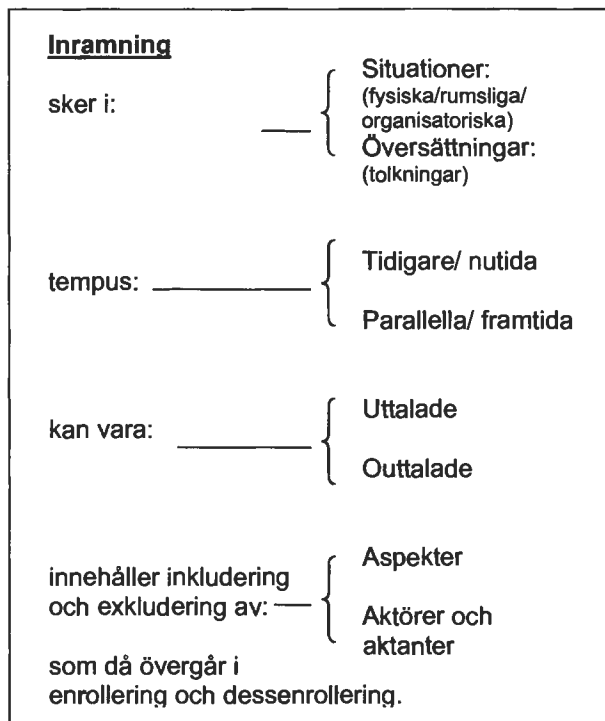 Inramning
sker i:
Situationer:
(fysiska/rumsliga/
organisatoriska)
Översättningar:
(tolkningar)
tempus:
Tidigare/ nutida
Parallella/ framtida
kan vara:
Uttalade
Outtalade
innehåller inkludering
och exkludering av:
Aspekter
Aktörer och
aktanter
som då övergår i
enrollering och dessenrollering.